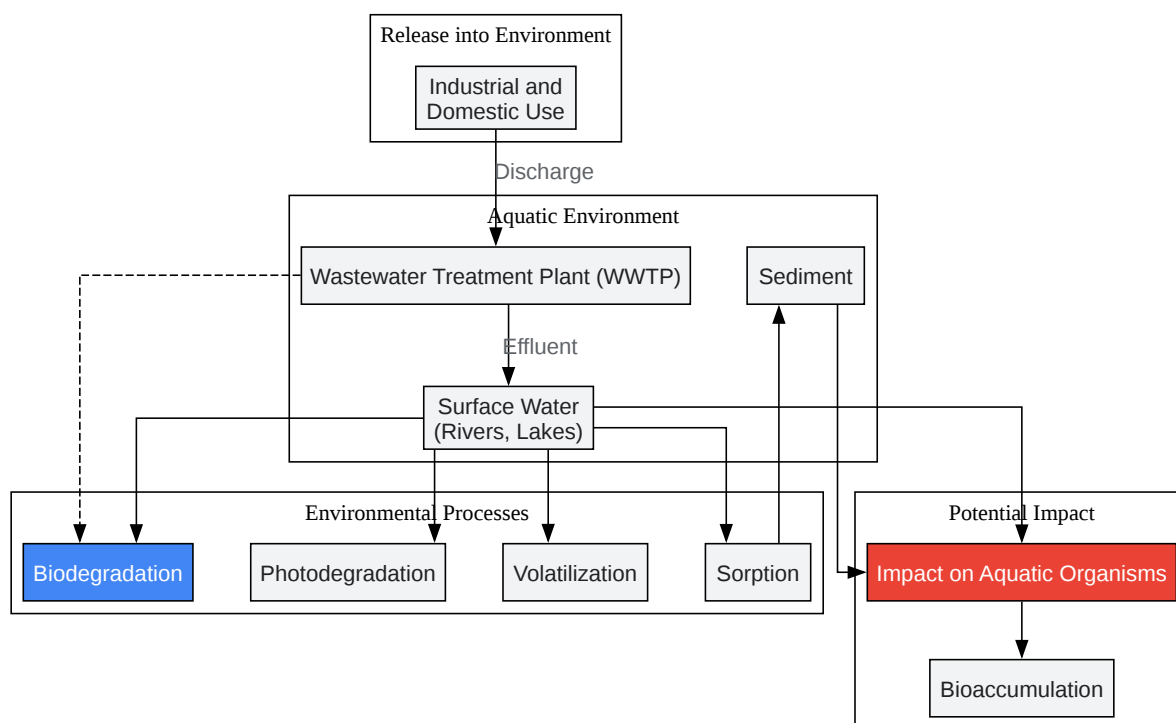 Release into Environment
Industrial and
Domestic Use
Discharge
Aquatic Environment
Wastewater Treatment Plant (WWTP)
Sediment
Effluent
Surface Water
(Rivers, Lakes)
Environmental Processes
Potential Impact
Biodegradation
Photodegradation
Volatilization
Sorption
Impact on Aquatic Organisms
Bioaccumulation